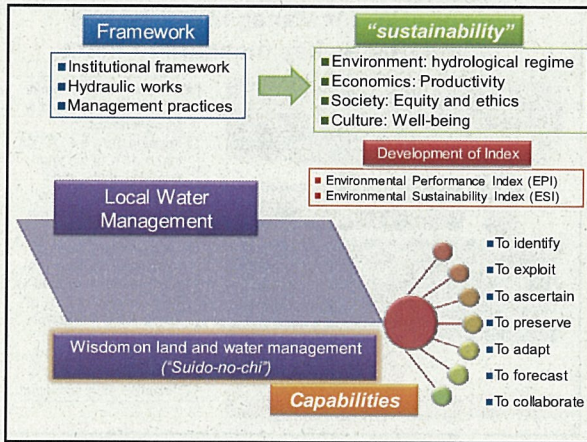 Framework
■ Institutional framework
■ Hydraulic works
■ Management practices
"sustainability"
■ Environment: hydrological regime
■ Economics: Productivity
■ Society: Equity and ethics
■ Culture: Well-being
Development of Index
■ Environmental Performance Index (EPI)
■ Environmental Sustainability Index (ESI)
Local Water
Management
Wisdom on land and water management
("Suido-no-chi")
Capabilities
■ To identify
■ To exploit
■ To ascertain
■ To preserve
■ To adapt
■ To forecast
■ To collaborate